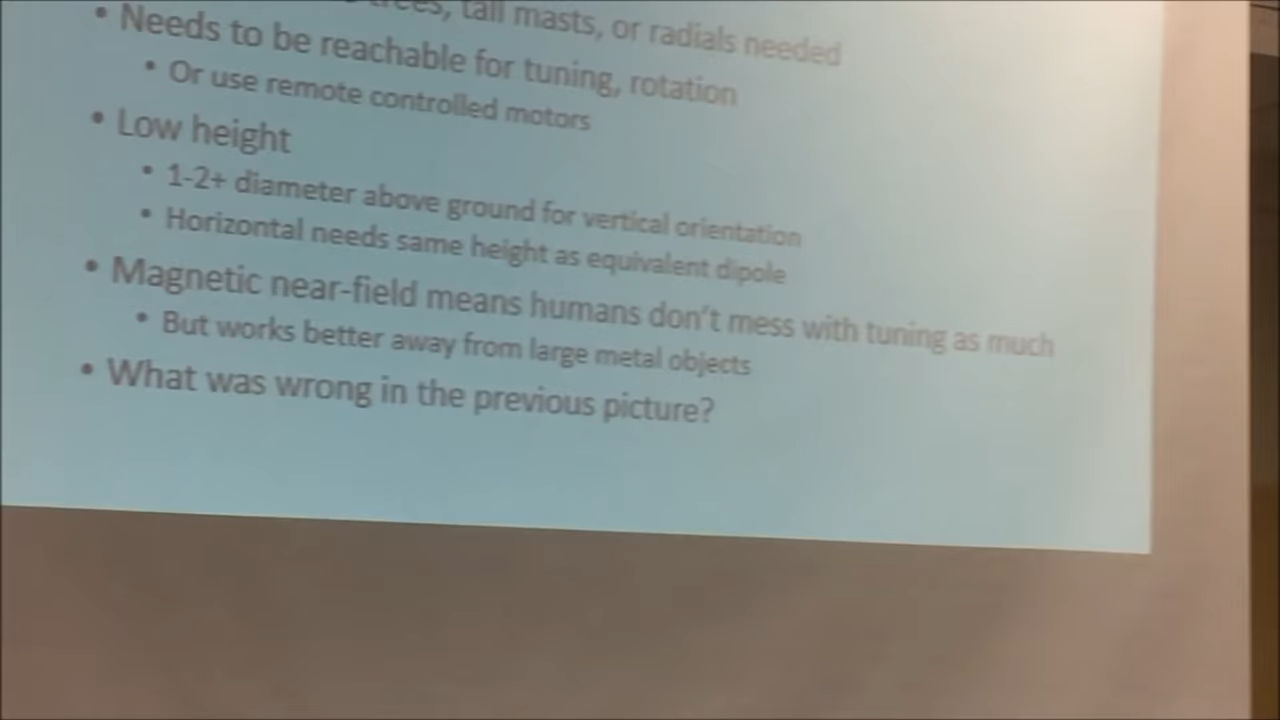 trees, tall masts, or radials needed
• Needs to be reachable for tuning, rotation
• Or use remote controlled motors
• Low height
• 1-2+ diameter above ground for vertical orientation
• Horizontal needs same height as equivalent dipole
• Magnetic near-field means humans don't mess with tuning as much
• But works better away from large metal objects
• What was wrong in the previous picture?